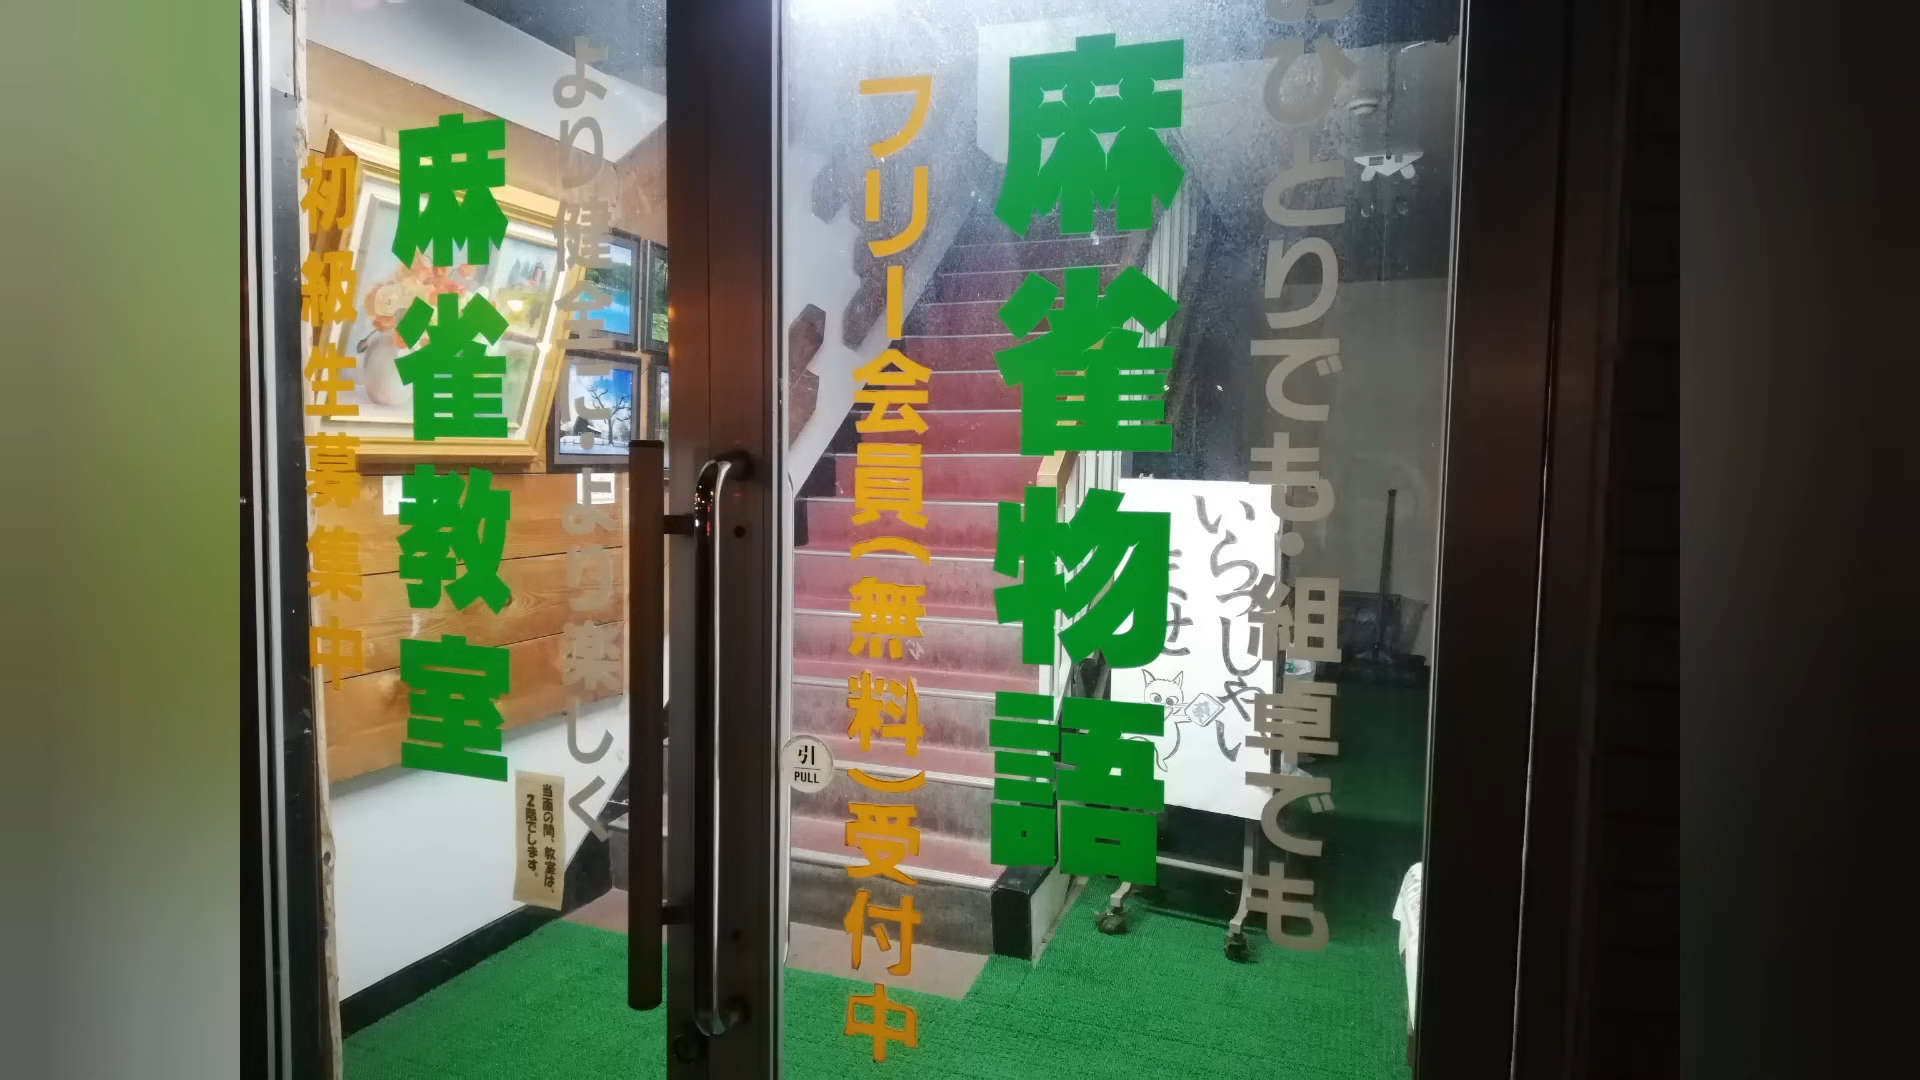 おひとりでも・組卓でも
麻雀物語
フリー会員(無料)受付中
いらっしゃい
ませ
引
PULL
より健全に・より楽しく
麻雀教室
初級生募集中
当面の間、教室は、
2階でします。